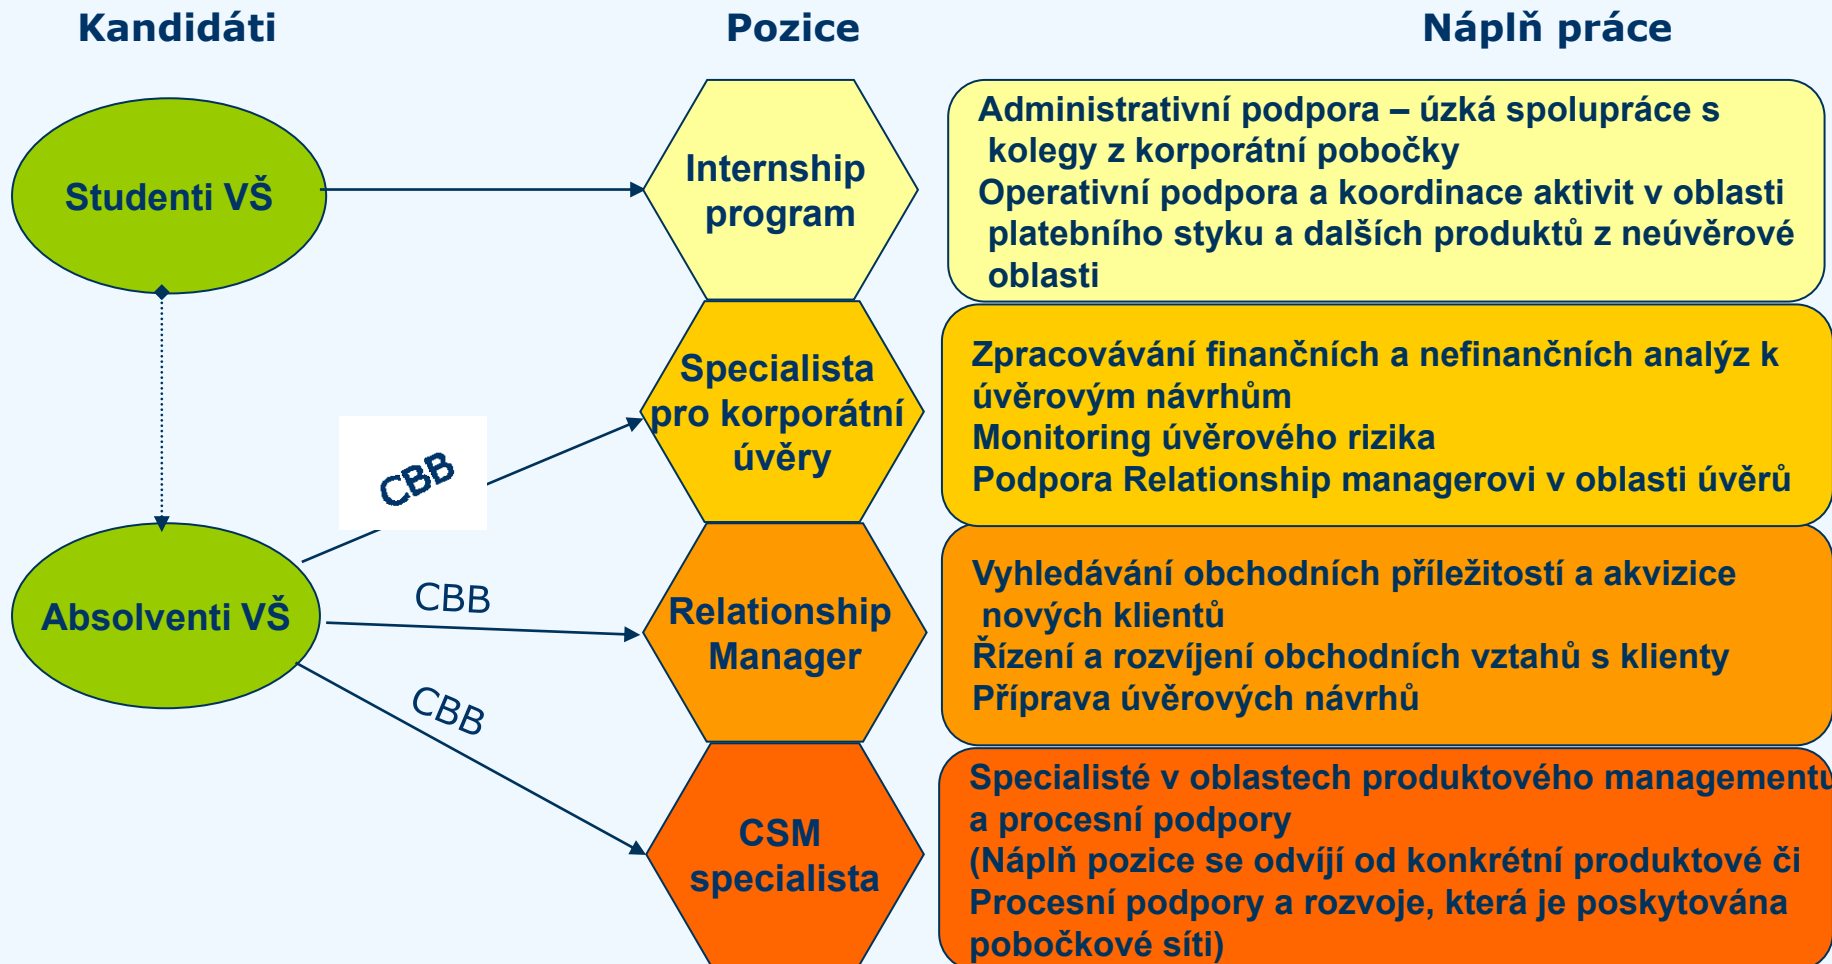 Kandidáti
Pozice
Náplň práce
Studenti VŠ
Internship
program
Administrativní podpora – úzká spolupráce s
kolegy z korporátní pobočky
Operativní podpora a koordinace aktivit v oblasti
platebního styku a dalších produktů z neúvěrové
oblasti
CBB
Specialista
pro korporátní
úvěry
Zpracovávání finančních a nefinančních analýz k
úvěrovým návrhům
Monitoring úvěrového rizika
Podpora Relationship managerovi v oblasti úvěrů
Absolventi VŠ
CBB
Relationship
Manager
Vyhledávání obchodních příležitostí a akvizice
nových klientů
Řízení a rozvíjení obchodních vztahů s klienty
Příprava úvěrových návrhů
CBB
CSM
specialista
Specialisté v oblastech produktového managementu
a procesní podpory
(Náplň pozice se odvíjí od konkrétní produktové či
Procesní podpory a rozvoje, která je poskytována
pobočkové síti)